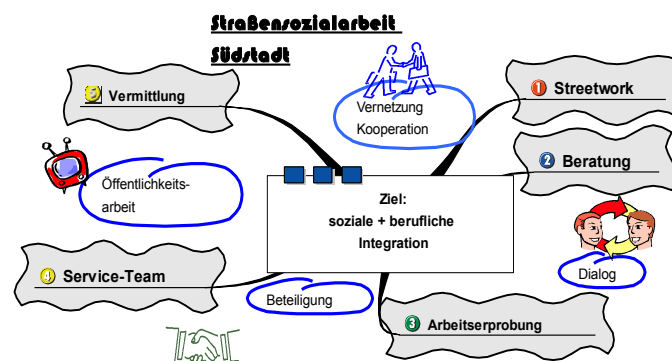 Straßensozialarbeit
Südstadt
5 Vermittlung
Vernetzung
Kooperation
1 Streetwork
2 Beratung
Öffentlichkeits-
arbeit
Ziel:
soziale + berufliche
Integration
4 Service-Team
Beteiligung
Dialog
3 Arbeitserprobung